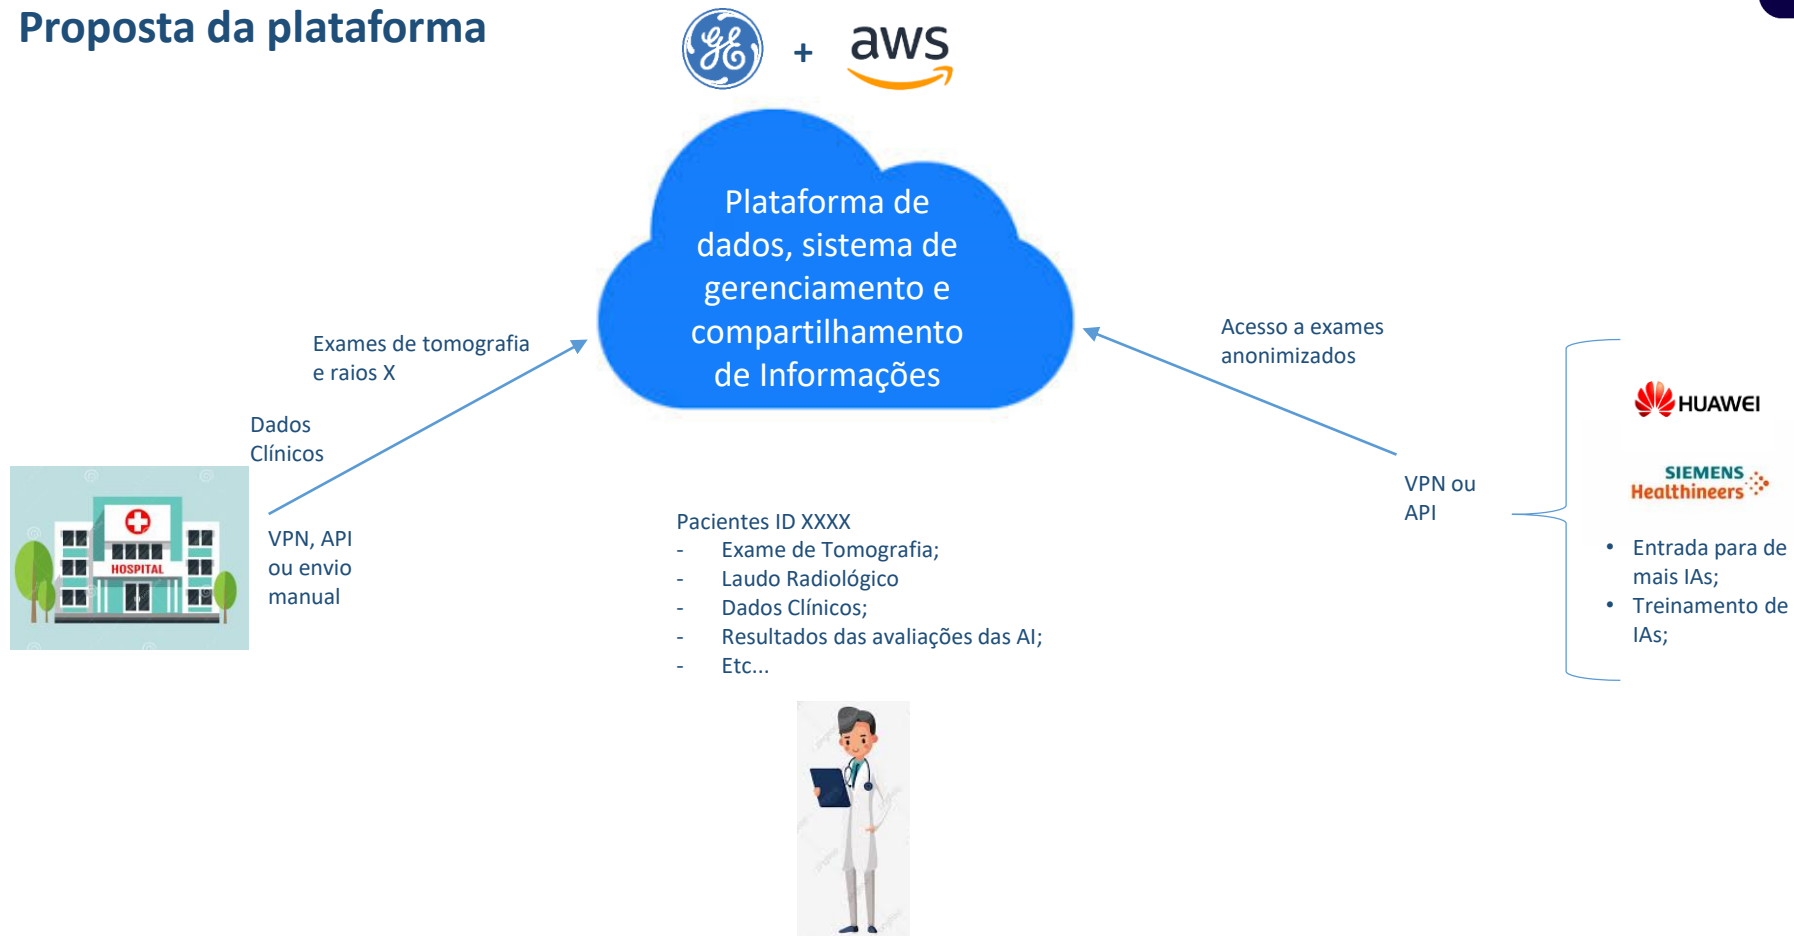 Proposta da plataforma
GE
+
aws
Plataforma de
dados, sistema de
gerenciamento e
compartilhamento
de Informações
Exames de tomografia
e raios X
Dados
Clínicos
HOSPITAL
VPN, API
ou envio
manual
Pacientes ID XXXX
- Exame de Tomografia;
- Laudo Radiológico
- Dados Clínicos;
- Resultados das avaliações das AI;
- Etc...
Acesso a exames
anonimizados
VPN ou
API
HUAWEI
SIEMENS
Healthineers
• Entrada para de
mais IAs;
• Treinamento de
IAs;